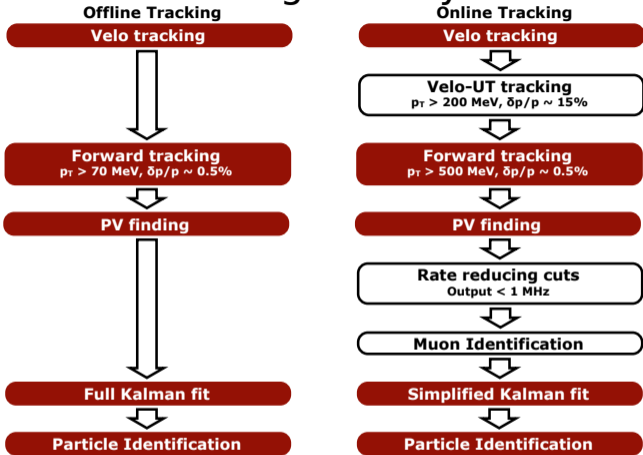 Offline Tracking
Velo tracking
Forward tracking
pT > 70 MeV, δp/p ~ 0.5%
PV finding
Full Kalman fit
Particle Identification
Online Tracking
Velo tracking
Velo-UT tracking
pT > 200 MeV, δp/p ~ 15%
Forward tracking
pT > 500 MeV, δp/p ~ 0.5%
PV finding
Rate reducing cuts
Output < 1 MHz
Muon Identification
Simplified Kalman fit
Particle Identification